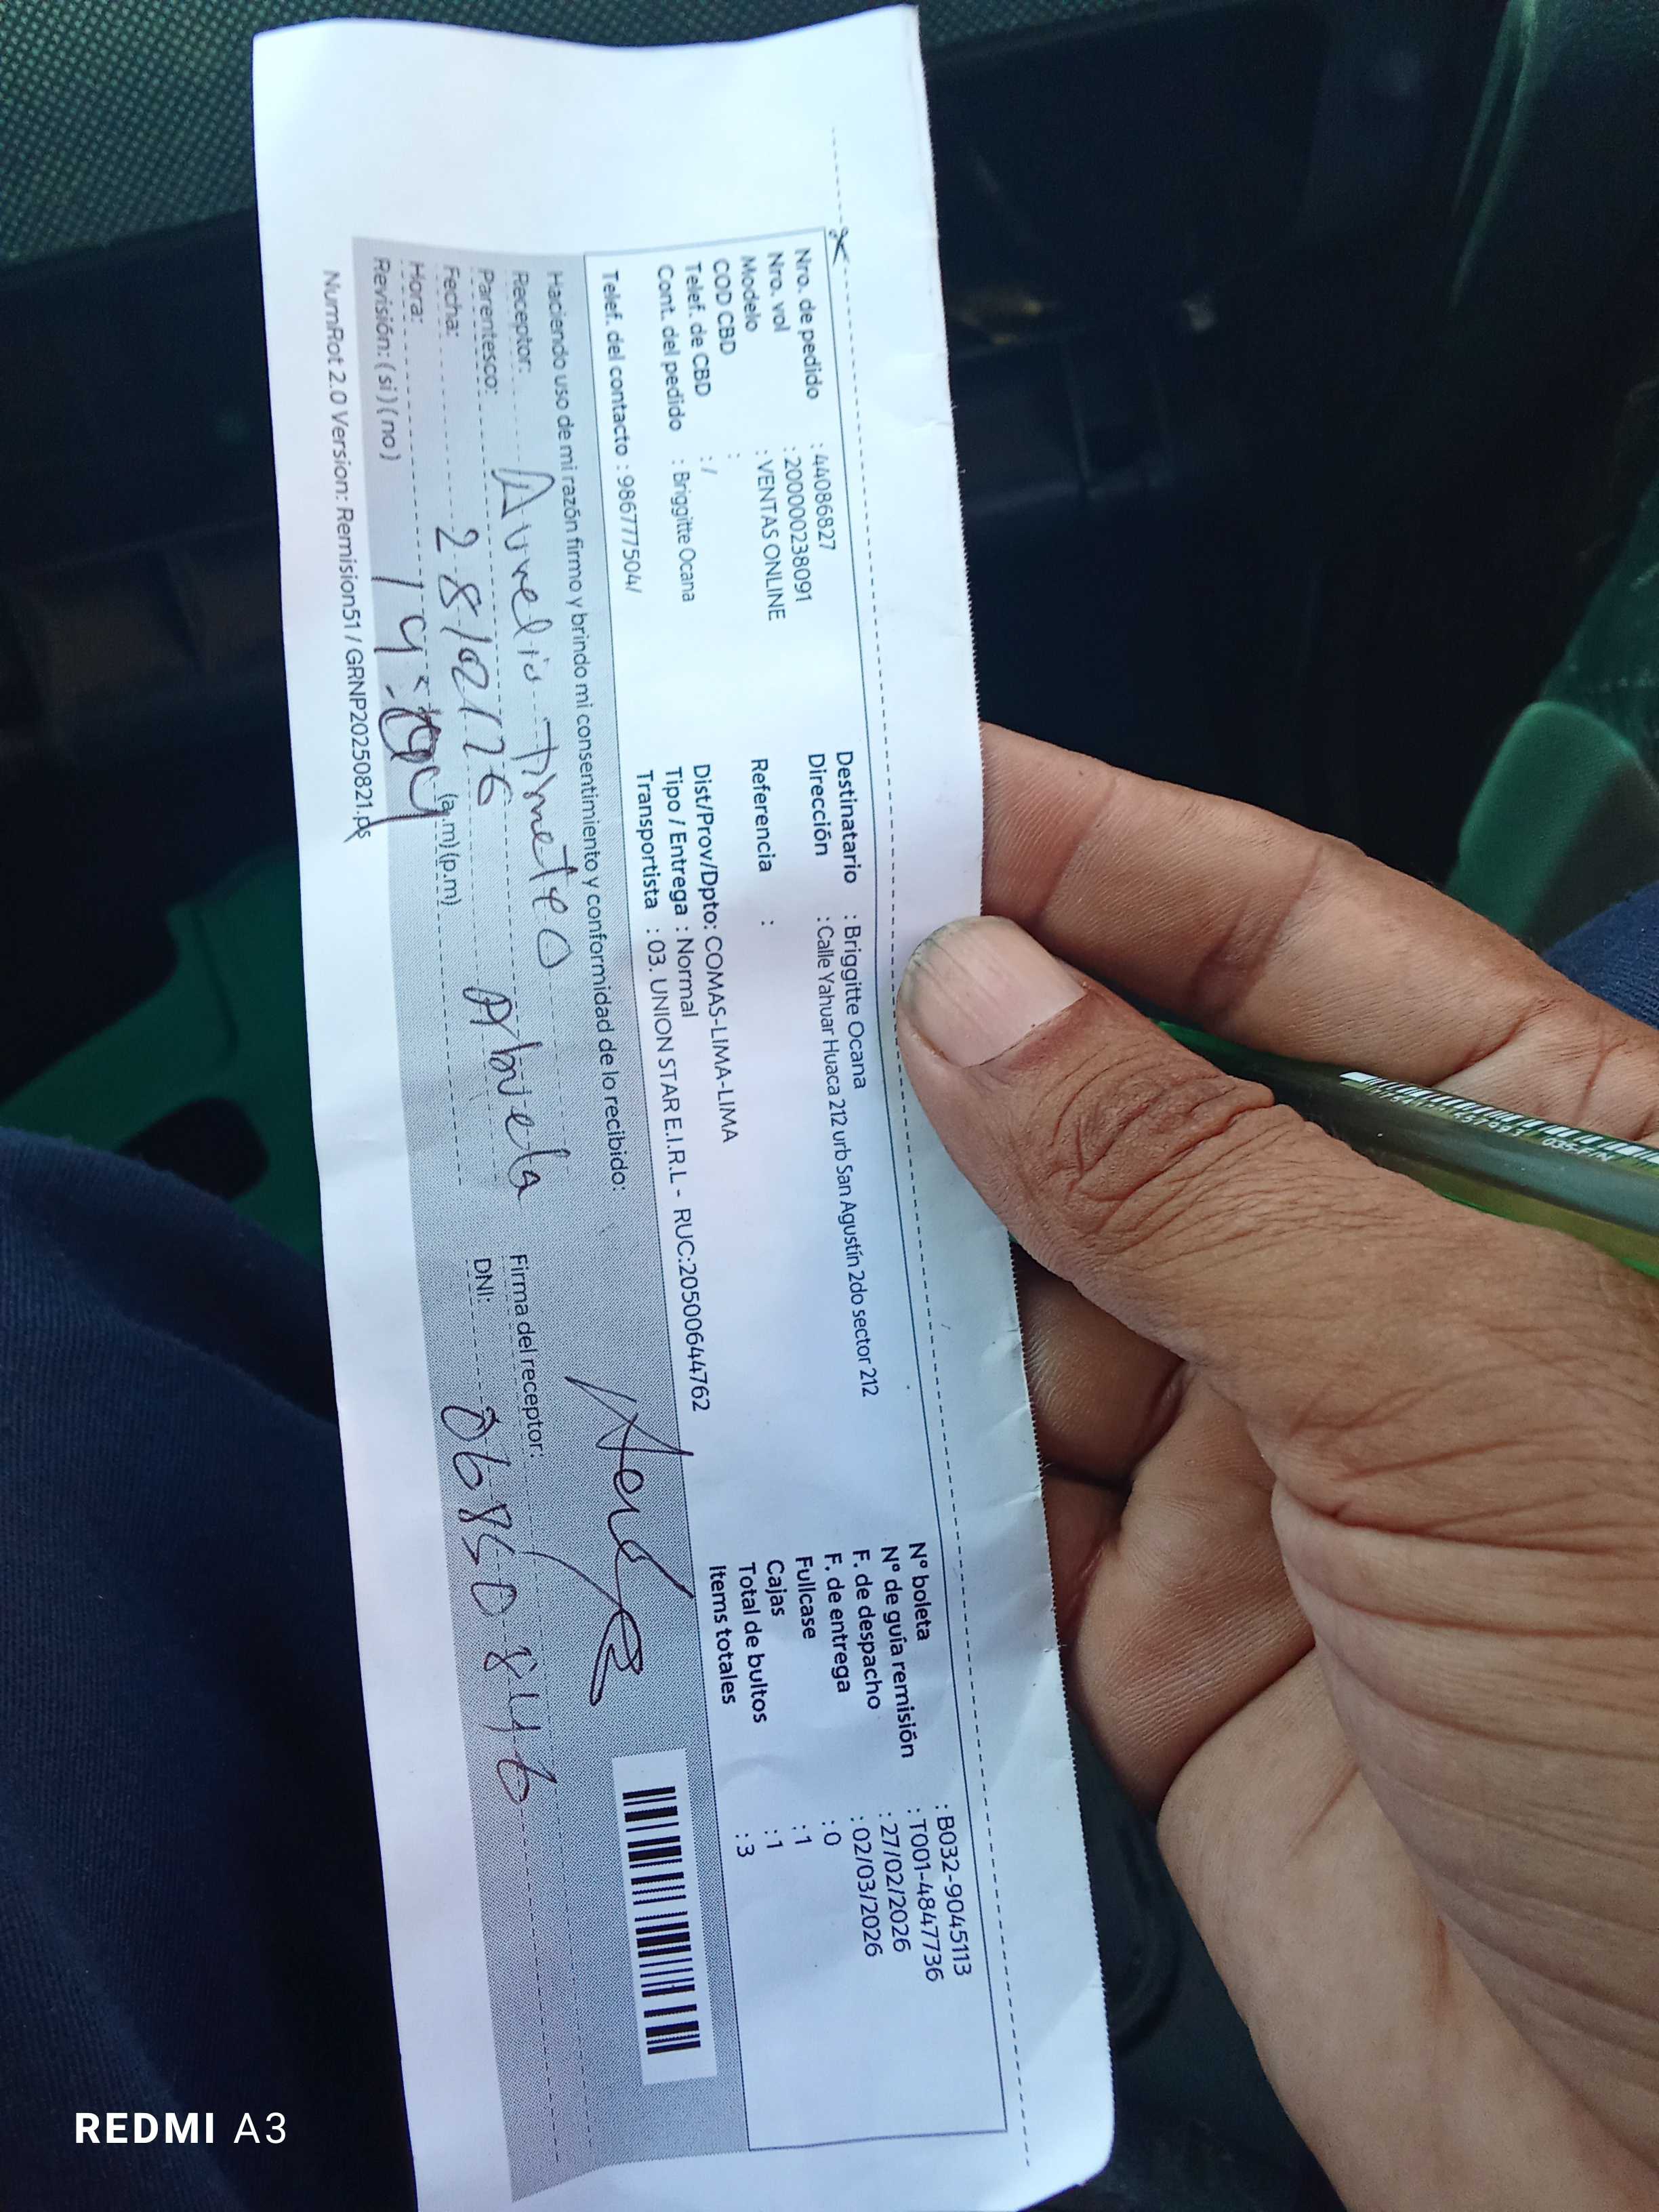 Nro. de pedido : 44086827
Nro. vol : 200000238091
Modelo : VENTAS ONLINE
COD CBD :
Telef. de CBD : /
Cont. del pedido : Briggitte Ocana
Telef. del contacto : 986777504/
Destinatario : Briggitte Ocana
Dirección : Calle Yahuar Huaca 212 urb San Agustín 2do sector 212
Referencia :
Dist/Prov/Dpto: COMAS-LIMA-LIMA
Tipo / Entrega : Normal
Transportista : 03. UNION STAR E.I.R.L - RUC:20500644762
N° boleta : B032-9045113
N° de guía remisión : T001-4847736
F. de despacho : 27/02/2026
F. de entrega : 02/03/2026
Fullcase : 0
Cajas : 1
Total de bultos : 1
Items totales : 3
Haciendo uso de mi razón firmo y brindo mi consentimiento y conformidad de lo recibido:
Receptor: Aurelia
Parentesco: Abuela
Fecha: 28/02/26
Hora: (a.m) (p.m)
Revisión: ( si ) ( no )
Firma del receptor:
DNI: 06850846
NumRot 2.0 Version: Remision51 / GRNP20250821.ps
REDMI A3